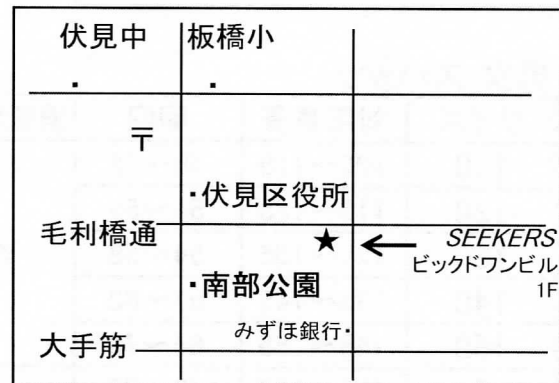 伏見中
板橋小
〒
・伏見区役所
毛利橋通
★
←
SEEKERS
ビックドワンビル
1F
・南部公園
みずほ銀行・
大手筋